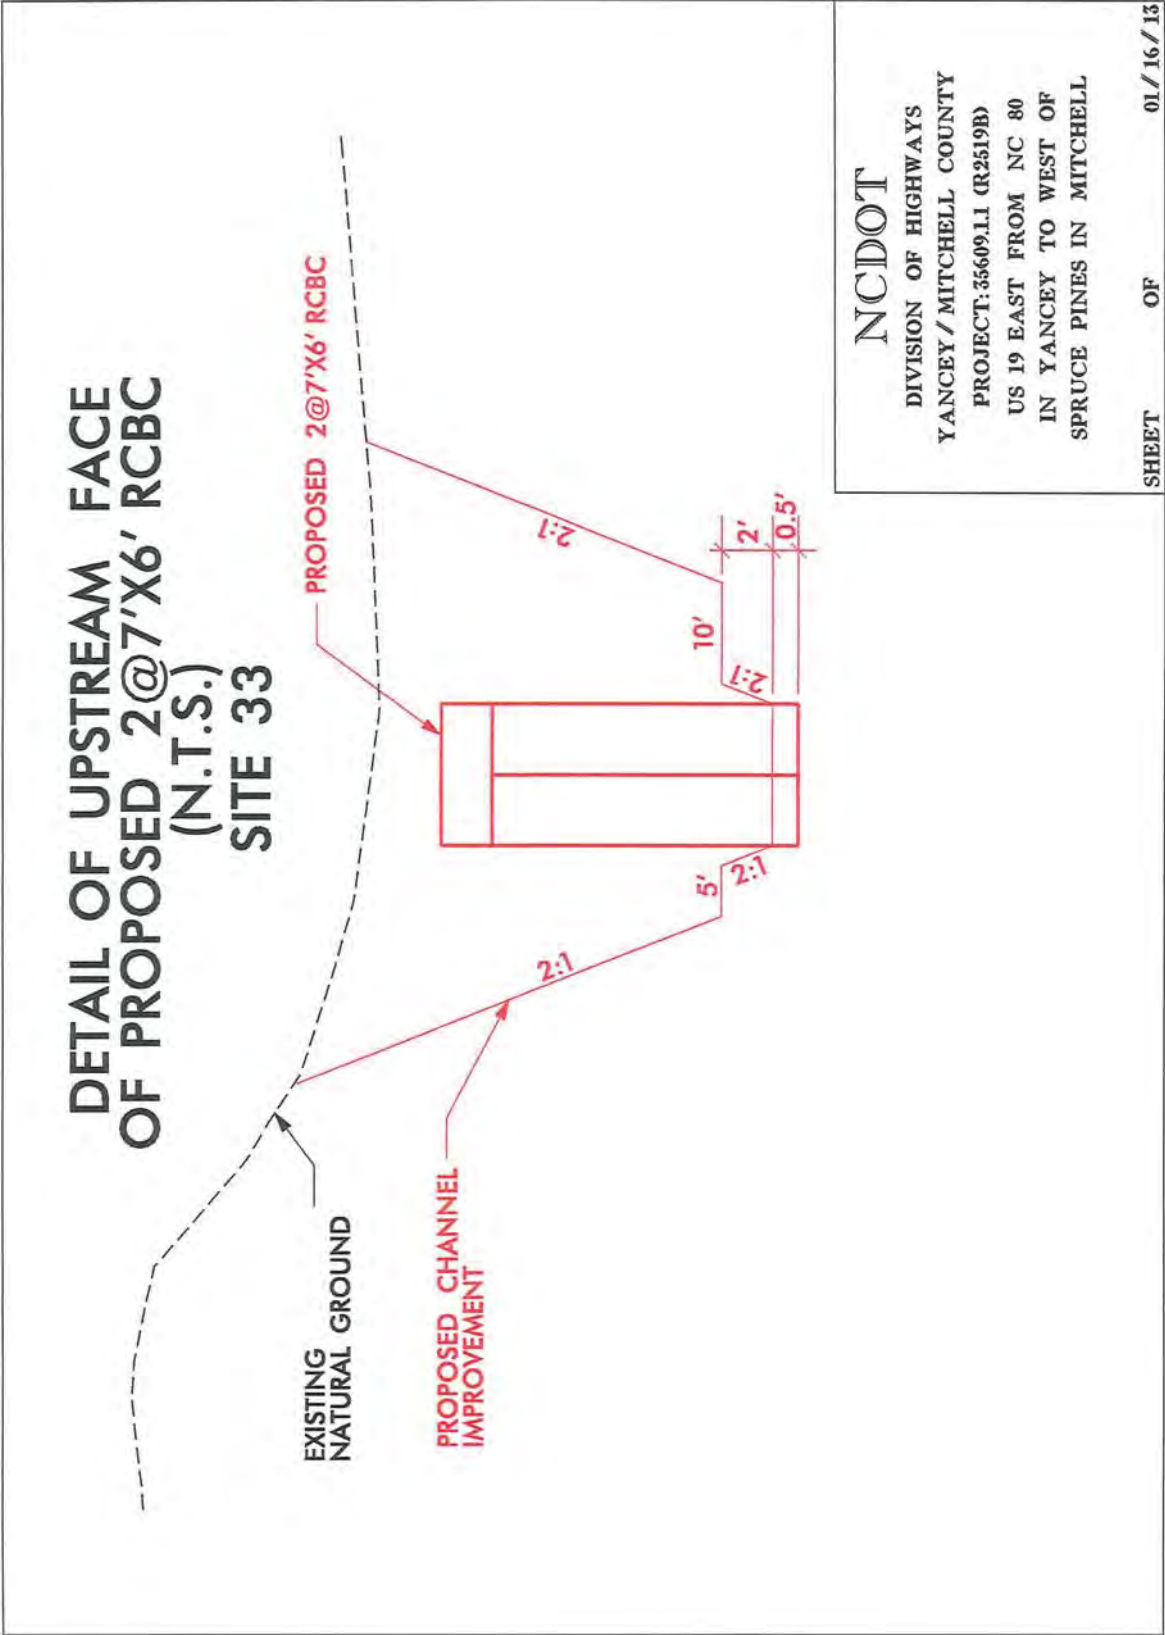 DETAIL OF UPSTREAM FACE
OF PROPOSED 2@7'X6' RCBC
(N.T.S.)
SITE 33
PROPOSED 2@7'X6' RCBC
EXISTING
NATURAL GROUND
PROPOSED CHANNEL
IMPROVEMENT
2:1
5'
2:1
2:1
10'
2:1
2'
0.5'
NCDOT
DIVISION OF HIGHWAYS
YANCEY / MITCHELL COUNTY
PROJECT: 35609.1.1 (R2519B)
US 19 EAST FROM NC 80
IN YANCEY TO WEST OF
SPRUCE PINES IN MITCHELL
SHEET OF 01 / 16 / 13